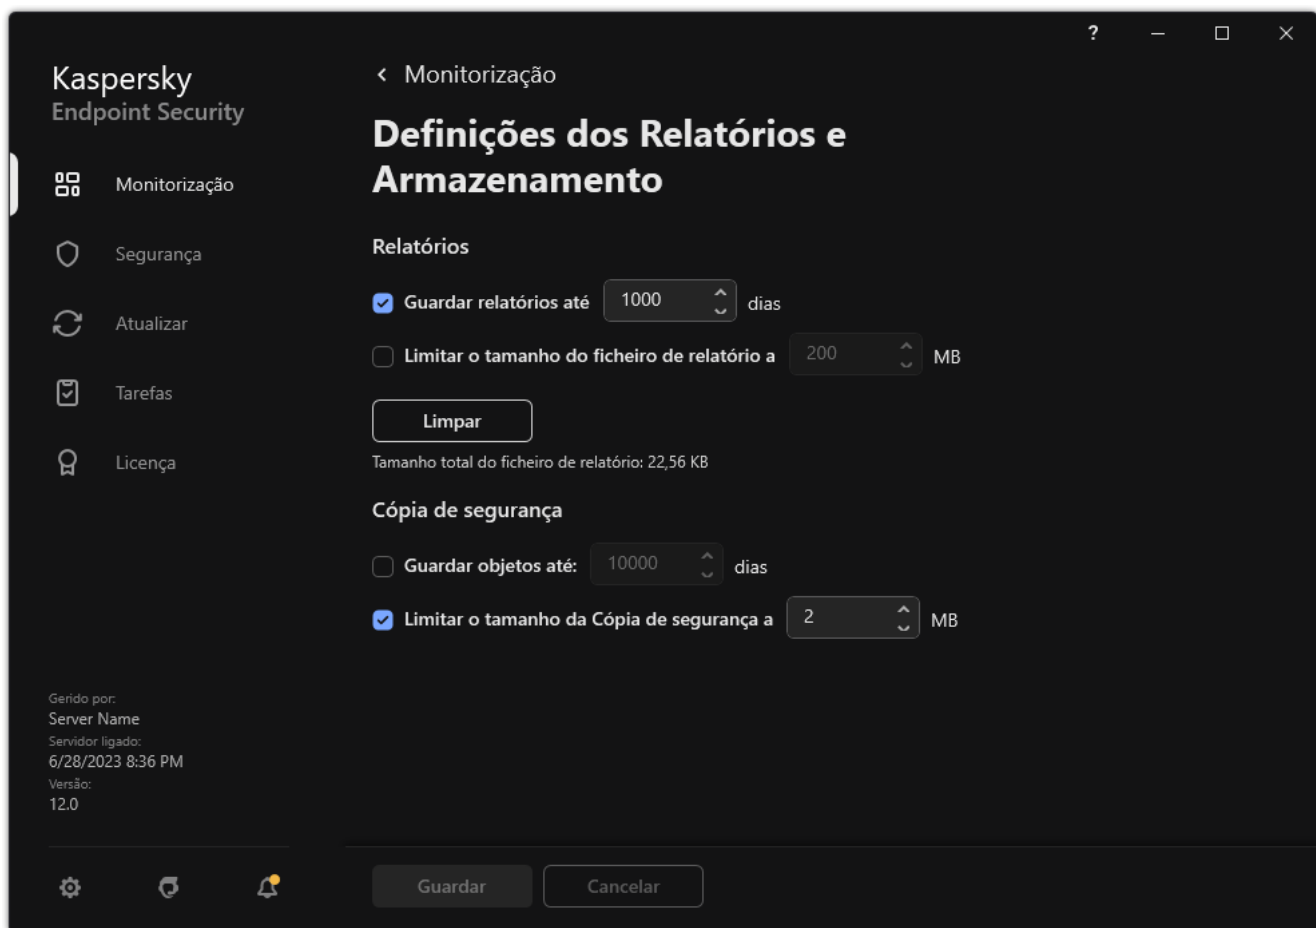 ?
Kaspersky
Endpoint Security
Monitorização
Segurança
Atualizar
Tarefas
Licença
Gerido por:
Server Name
Servidor ligado:
6/28/2023 8:36 PM
Versão:
12.0
Monitorização
Definições dos Relatórios e
Armazenamento
Relatórios
Guardar relatórios até 1000 dias
Limitar o tamanho do ficheiro de relatório a 200 MB
Limpar
Tamanho total do ficheiro de relatório: 22,56 KB
Cópia de segurança
Guardar objetos até: 10000 dias
Limitar o tamanho da Cópia de segurança a 2 MB
Guardar Cancelar